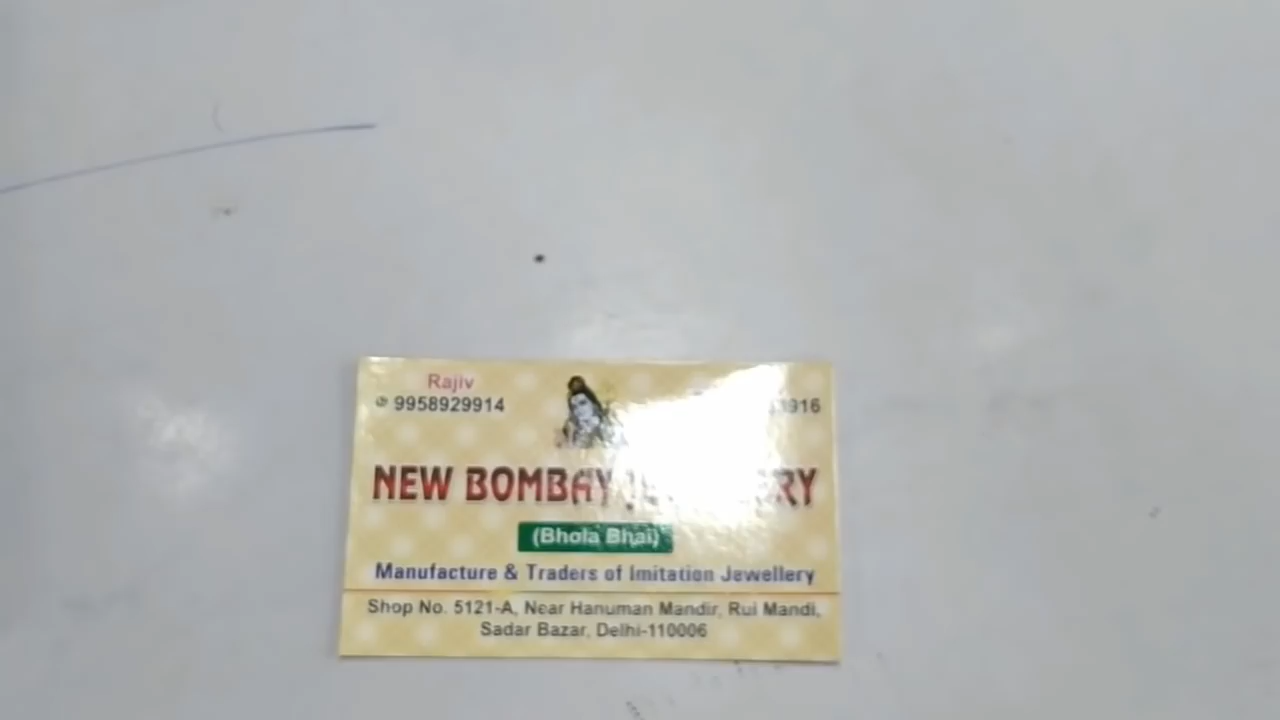 Rajiv
9958929914
NEW BOMBAY
(Bhola Bhai)
Manufacture & Traders of Imitation Jewellery
Shop No. 5121-A, Near Hanuman Mandir, Rui Mandi,
Sadar Bazar, Delhi-110006